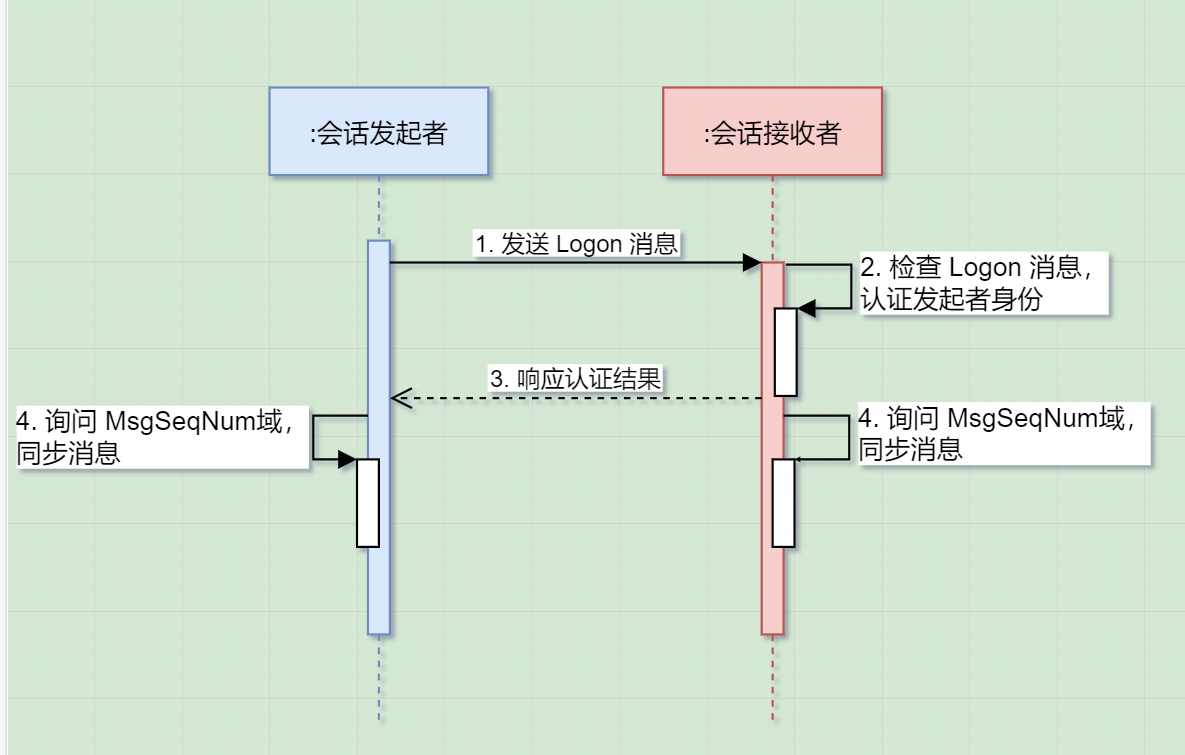 :会话发起者
:会话接收者
1. 发送 Logon 消息
2. 检查 Logon 消息，
认证发起者身份
3. 响应认证结果
4. 询问 MsgSeqNum域，
同步消息
4. 询问 MsgSeqNum域，
同步消息